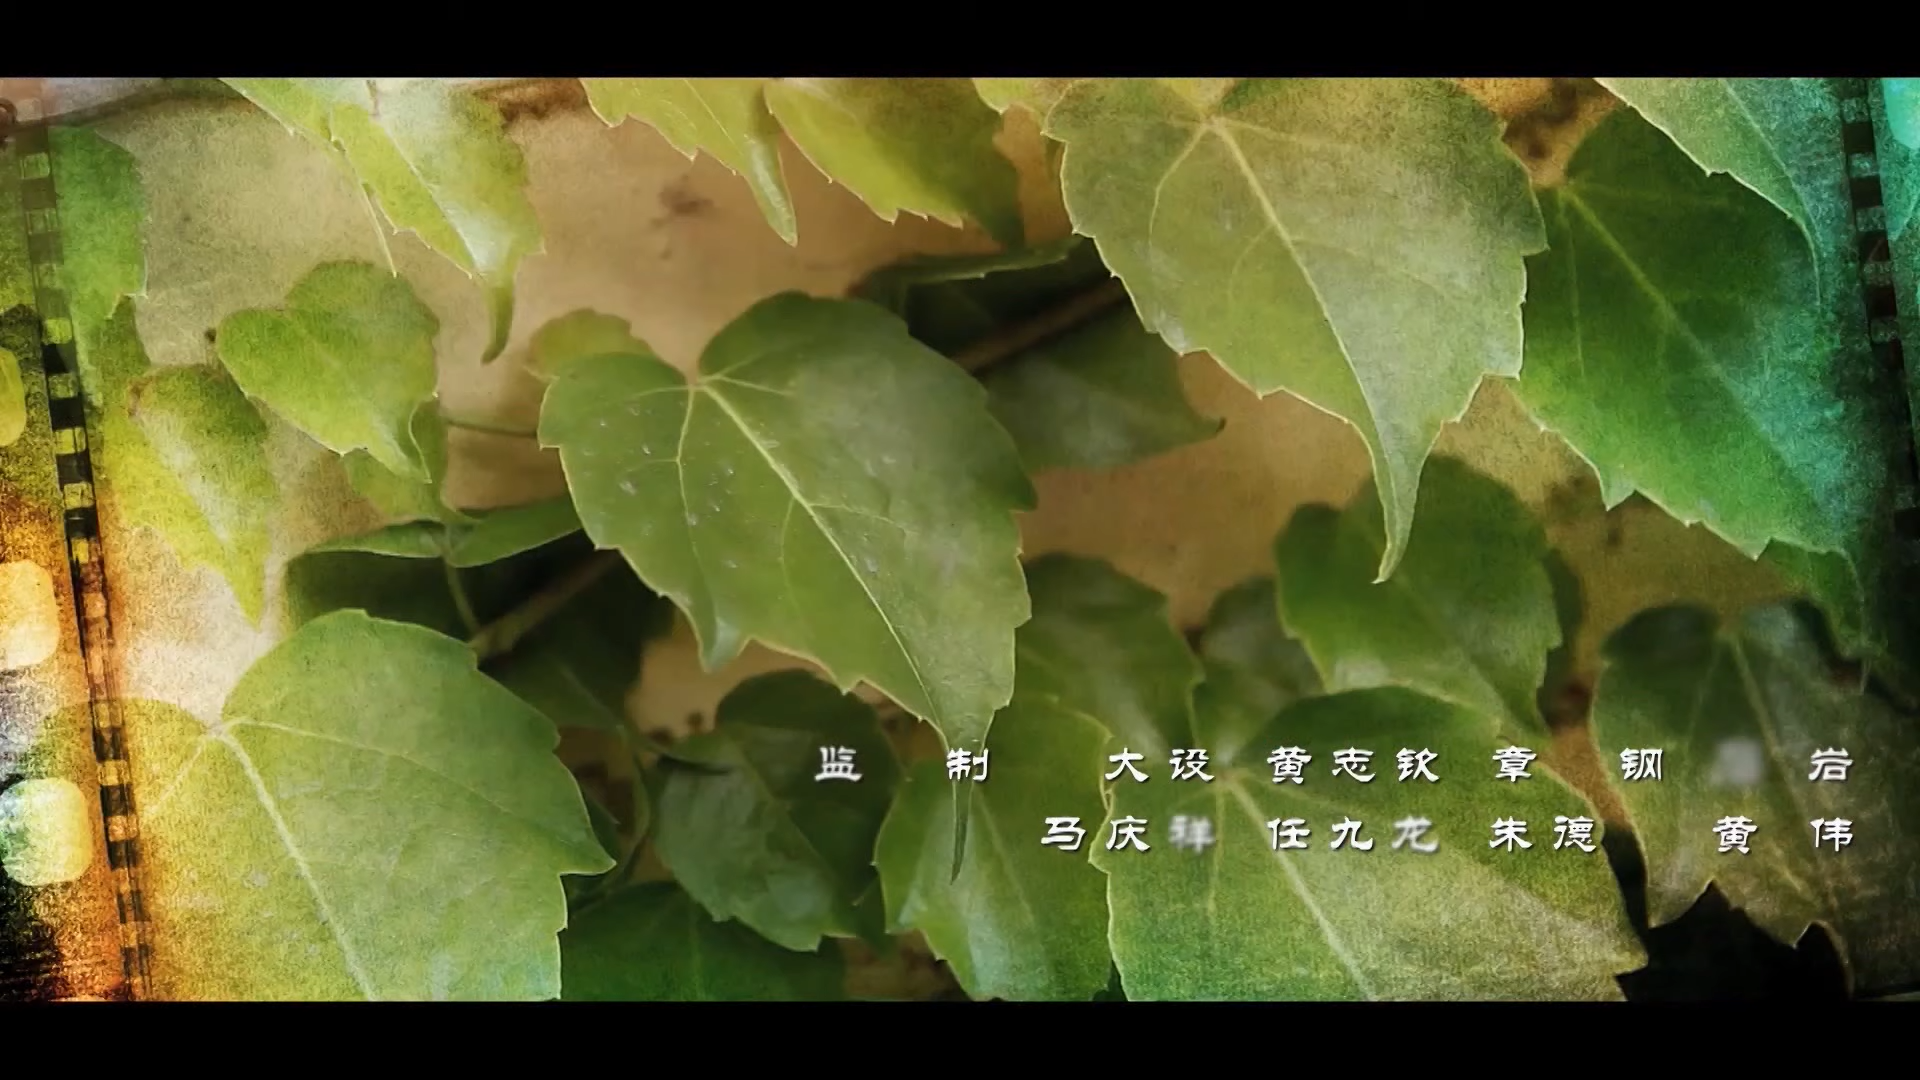 监 制 大设 黄志钦 章 钢 岩
马庆祥 任九龙 朱德 黄 伟